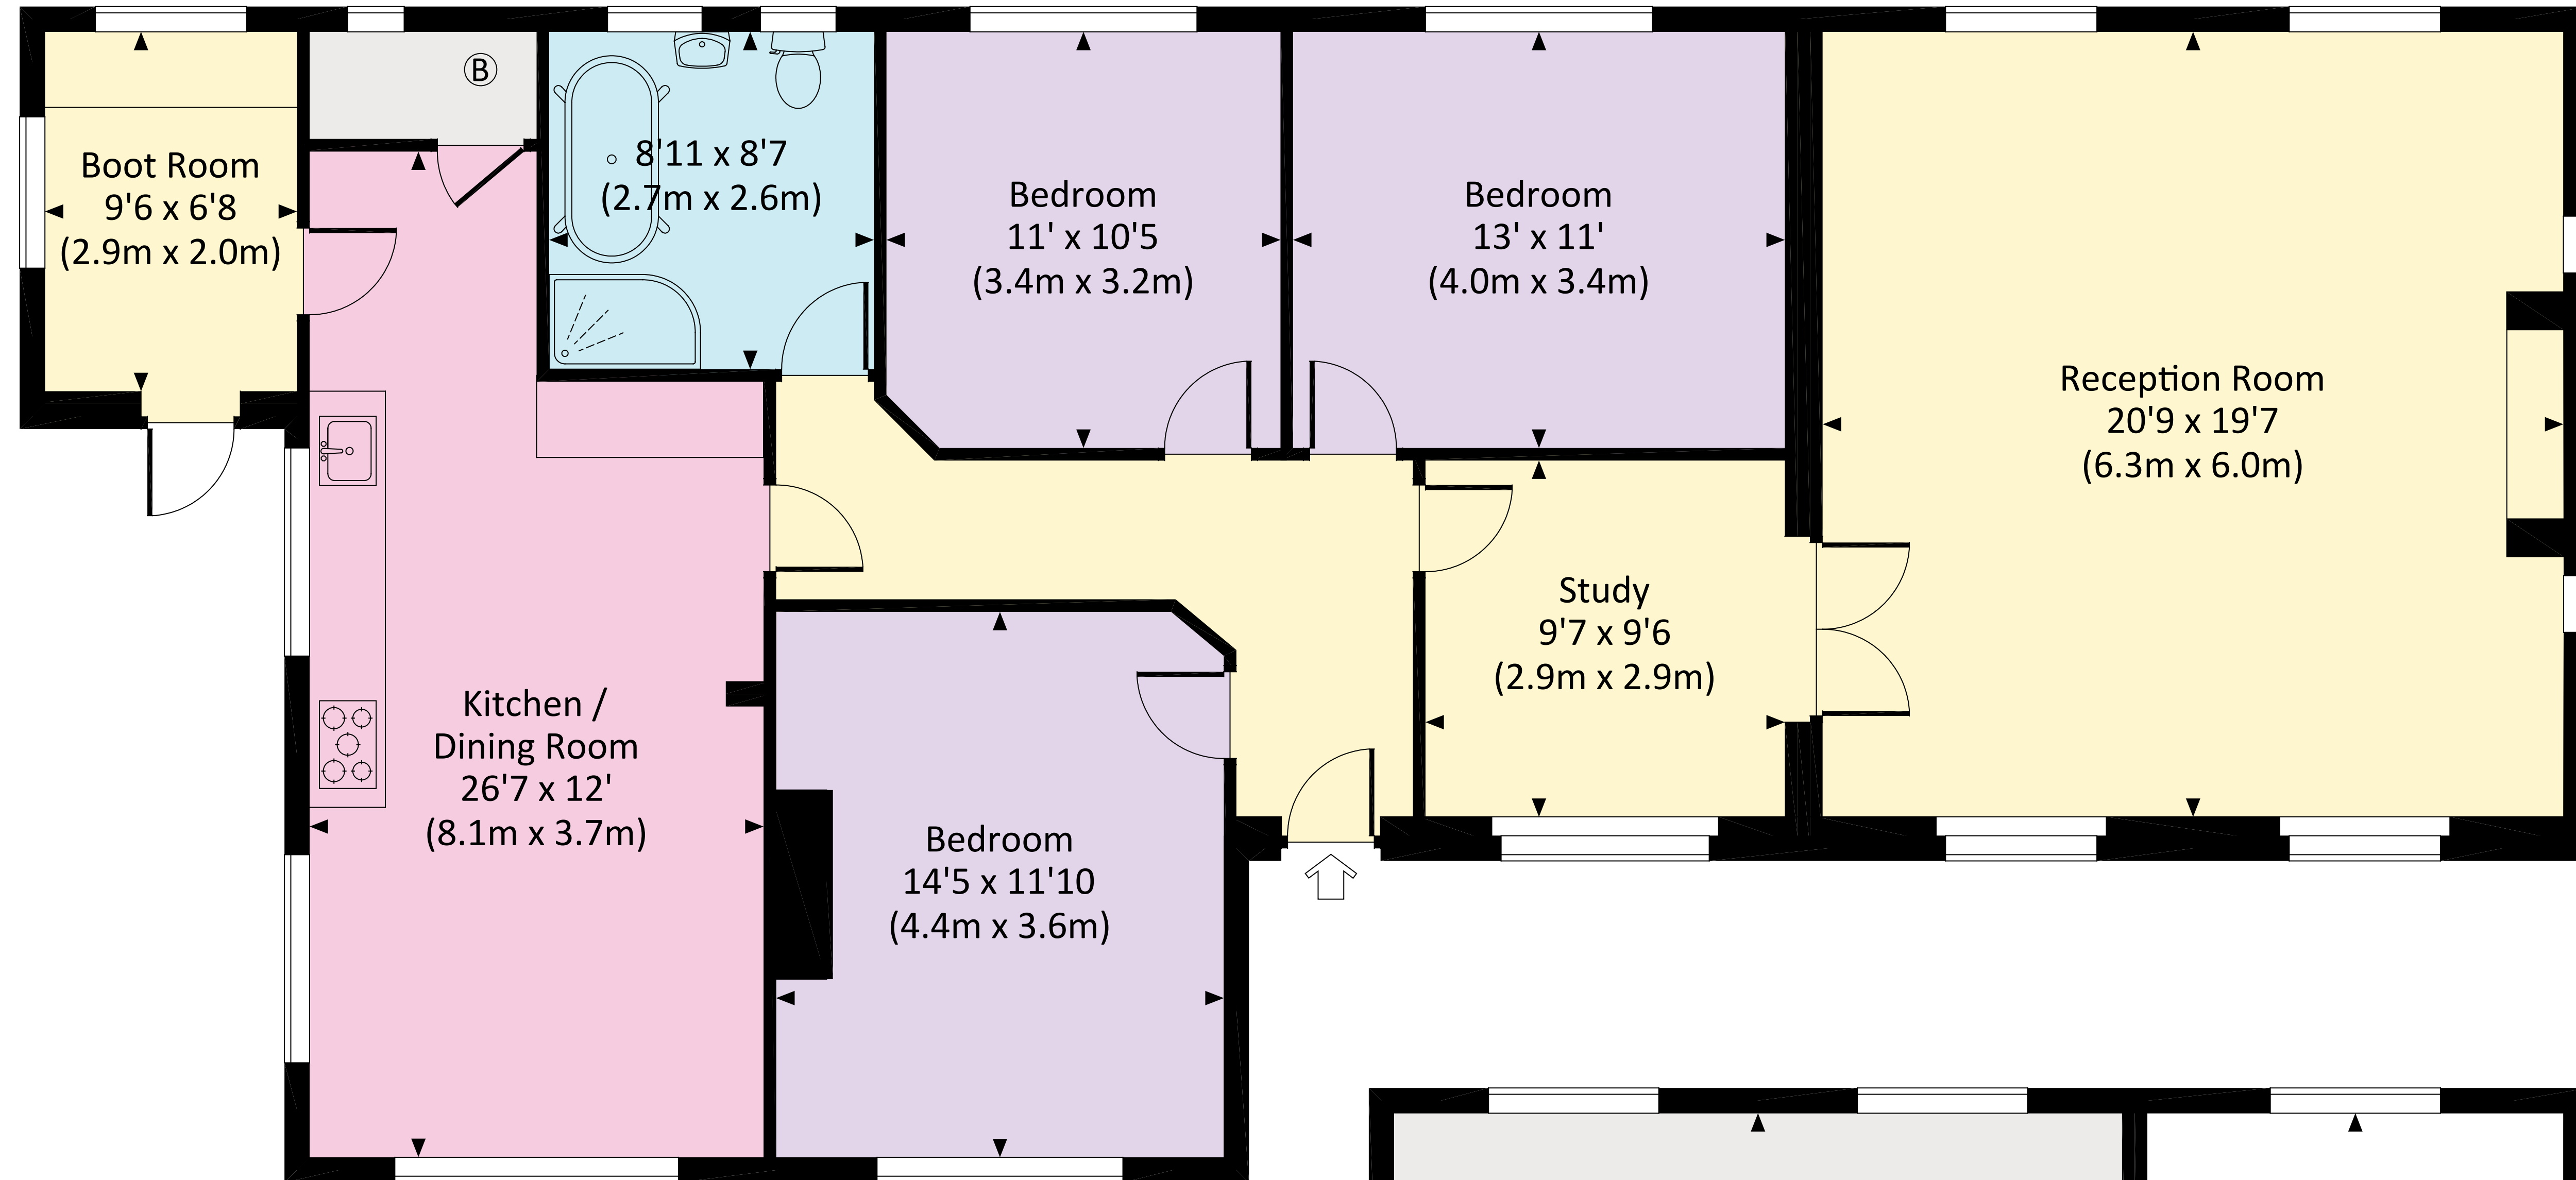 B
Boot Room
9'6 x 6'8
(2.9m x 2.0m)
8'11 x 8'7
(2.7m x 2.6m)
Bedroom
11' x 10'5
(3.4m x 3.2m)
Bedroom
13' x 11'
(4.0m x 3.4m)
Reception Room
20'9 x 19'7
(6.3m x 6.0m)
Study
9'7 x 9'6
(2.9m x 2.9m)
Kitchen /
Dining Room
26'7 x 12'
(8.1m x 3.7m)
Bedroom
14'5 x 11'10
(4.4m x 3.6m)